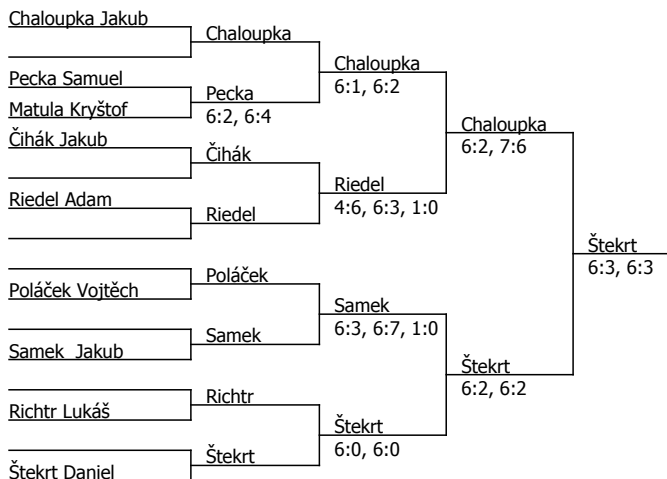 Chaloupka Jakub
Chaloupka
Chaloupka
6:1, 6:2
Pecka Samuel
Pecka
6:2, 6:4
Matula Kryštof
Chaloupka
6:2, 7:6
Čihák Jakub
Čihák
Riedel
4:6, 6:3, 1:0
Riedel Adam
Riedel
Štekrt
6:3, 6:3
Poláček
Poláček Vojtěch
Samek
6:3, 6:7, 1:0
Samek
Samek Jakub
Štekrt
6:2, 6:2
Richtr
Richtr Lukáš
Štekrt
6:0, 6:0
Štekrt
Štekrt Daniel